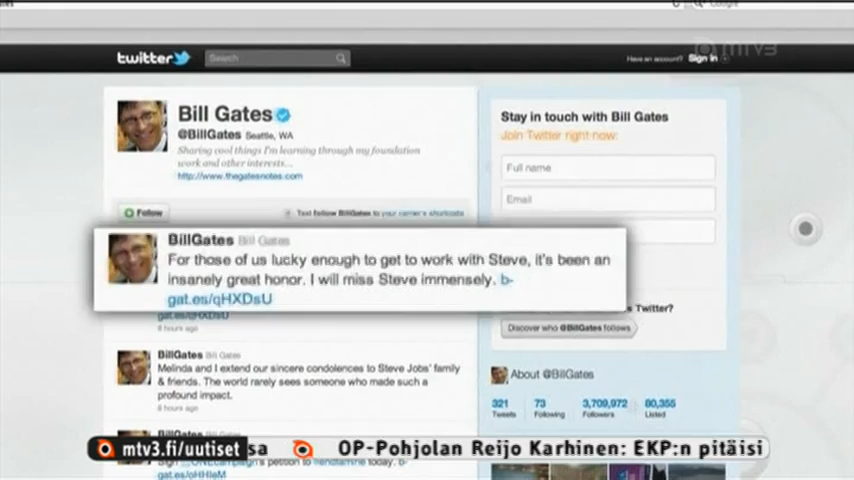 Google
mtv3
twitter
Search
Have an account? Sign in
Bill Gates
@BillGates Seattle, WA
Sharing cool things I'm learning through my foundation
work and other interests...
http://www.thegatesnotes.com
Follow
Text follow BillGates to your carrier's shortcode
Stay in touch with Bill Gates
Join Twitter right now:
Full name
Email
BillGates Bill Gates
For those of us lucky enough to get to work with Steve, it's been an
insanely great honor. I will miss Steve immensely. b-
gat.es/qHXDsU
gat.es/qHXDsU
8 hours ago
Twitter?
Discover who @BillGates follows
BillGates Bill Gates
Melinda and I extend our sincere condolences to Steve Jobs' family
& friends. The world rarely sees someone who made such a
profound impact.
8 hours ago
About @BillGates
321 73 3,709,972 80,355
Tweets Following Followers Listed
BillGates Bill Gates
petition to today. b-
mtv3.fi/uutiset sa OP-Pohjolan Reijo Karhinen: EKP:n pitäisi